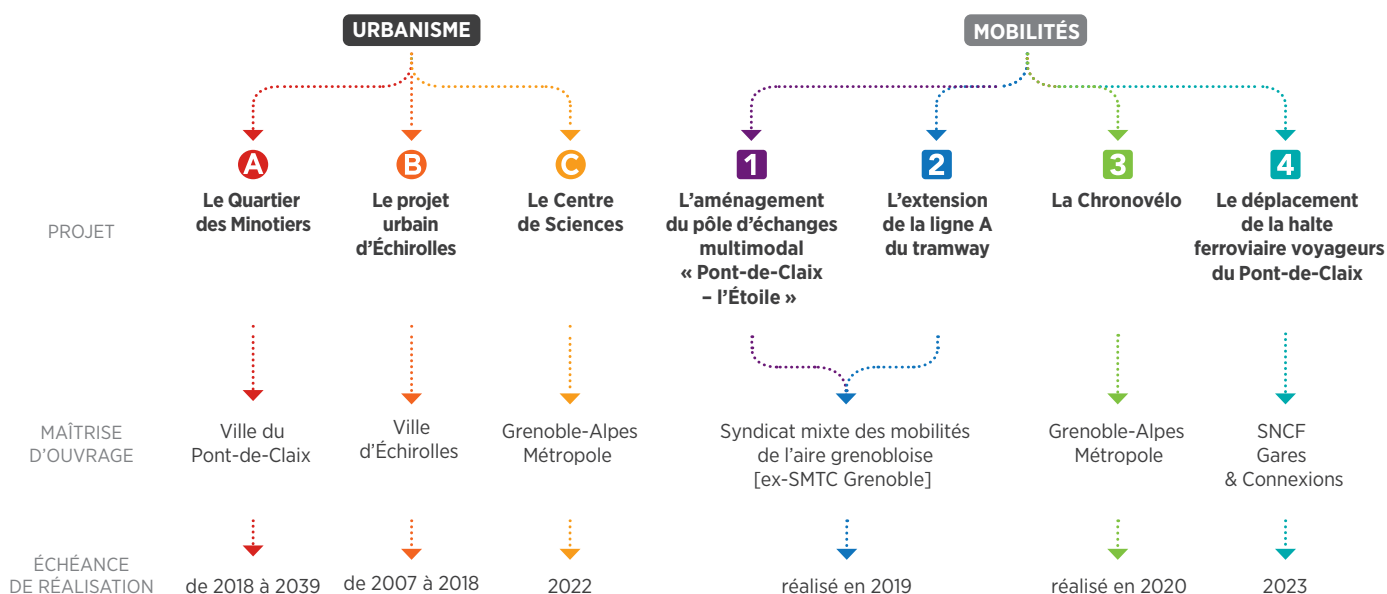 URBANISME
MOBILITÉS
A
B
C
1
2
3
4
PROJET
Le Quartier
des Minotiers
Le projet
urbain
d’Échirolles
Le Centre
de Sciences
L’aménagement
du pôle d’échanges
multimodal
« Pont-de-Claix
– l’Étoile »
L’extension
de la ligne A
du tramway
La Chronovélo
Le déplacement
de la halte
ferroviaire voyageurs
du Pont-de-Claix
MAÎTRISE
D’OUVRAGE
Ville du
Pont-de-Claix
Ville
d’Échirolles
Grenoble-Alpes
Métropole
Syndicat mixte des mobilités
de l’aire grenobloise
[ex-SMTC Grenoble]
Grenoble-Alpes
Métropole
SNCF
Gares
& Connexions
ÉCHÉANCE
DE RÉALISATION
de 2018 à 2039
de 2007 à 2018
2022
réalisé en 2019
réalisé en 2020
2023